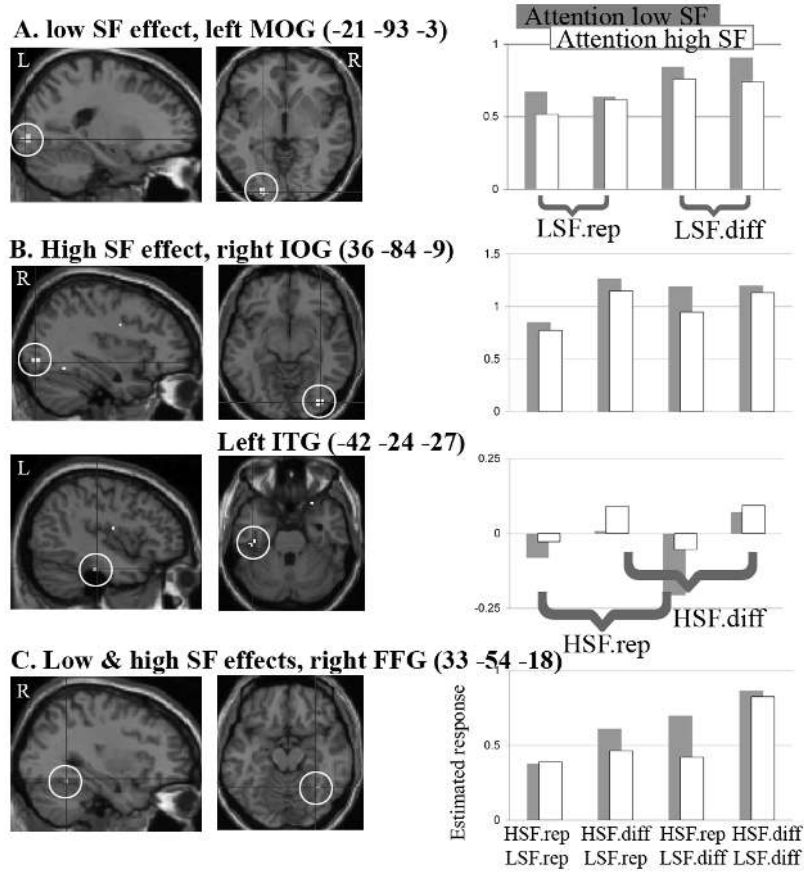 A. low SF effect, left MOG (-21 -93 -3)
L
R
Attention low SF
Attention high SF
1
0.5
0
LSF.rep
LSF.diff
B. High SF effect, right IOG (36 -84 -9)
R
1.5
1
0.5
0
Left ITG (-42 -24 -27)
L
0.25
0
-0.25
HSF.rep
HSF.diff
C. Low & high SF effects, right FFG (33 -54 -18)
R
Estimated response
1
0.5
0
HSF.rep HSF.diff HSF.rep HSF.diff
LSF.rep LSF.rep LSF.diff LSF.diff